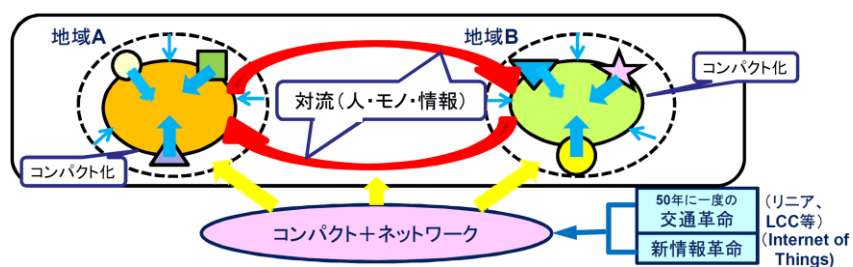 地域A
地域B
コンパクト化
対流(人・モノ・情報)
コンパクト化
コンパクト+ネットワーク
50年に一度の
交通革命
新情報革命
(リニア、
LCC等)
(Internet of
Things)